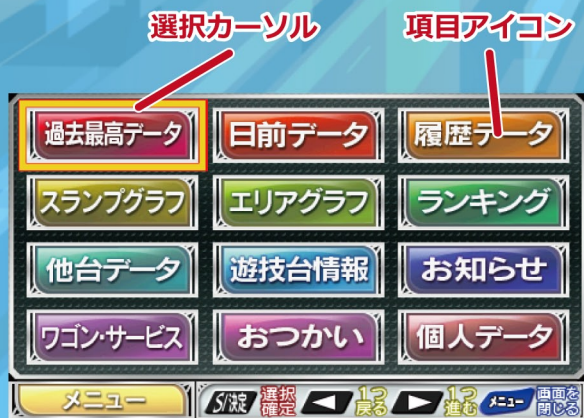 選択カーソル 項目アイコン
過去最高データ 日前データ 履歴データ
スランプグラフ エリアグラフ ランキング
他台データ 遊技台情報 お知らせ
ワゴン・サービス おつかい 個人データ
メニュー S/決定 選択確定 1つ戻る 1つ進む メニュー 画面を閉じる